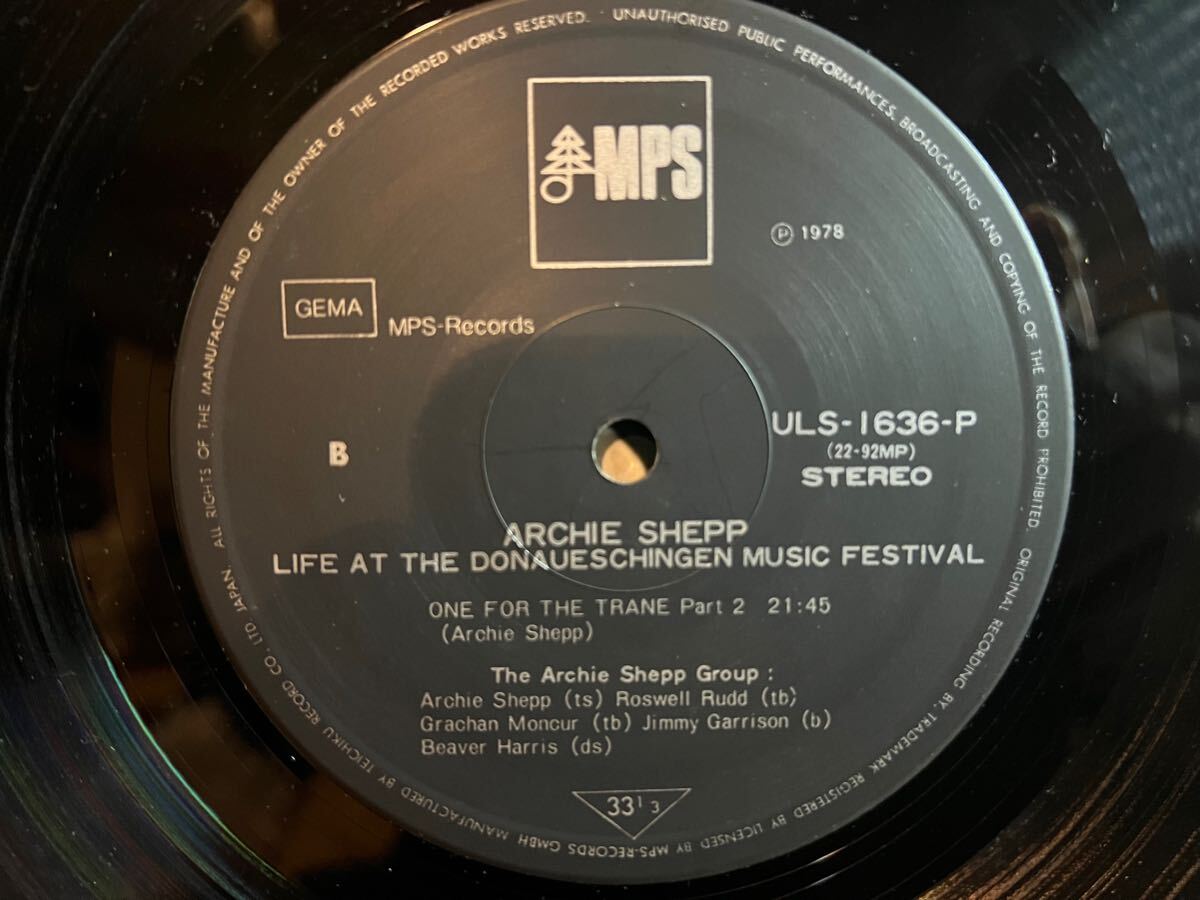 ALL RIGHTS OF THE MANUFACTURE AND OF THE OWNER OF THE RECORDED WORKS RESERVED. UNAUTHORISED PUBLIC PERFORMANCES, BROADCASTING AND COPYING OF THE RECORD PROHIBITED. ORIGINAL RECORDING BY, TRADEMARK REGISTERED BY LICENSED BY MPS-RECORDS GMBH MANUFACTURED BY TEICHIKU RECORD CO., LTD. JAPAN.
MPS
Ⓟ 1978
GEMA
MPS-Records
B
ULS-1636-P
(22-92MP)
STEREO
ARCHIE SHEPP
LIFE AT THE DONAUESCHINGEN MUSIC FESTIVAL
ONE FOR THE TRANE Part 2 21:45
(Archie Shepp)
The Archie Shepp Group :
Archie Shepp (ts) Roswell Rudd (tb)
Grachan Moncur (tb) Jimmy Garrison (b)
Beaver Harris (ds)
33 1 3